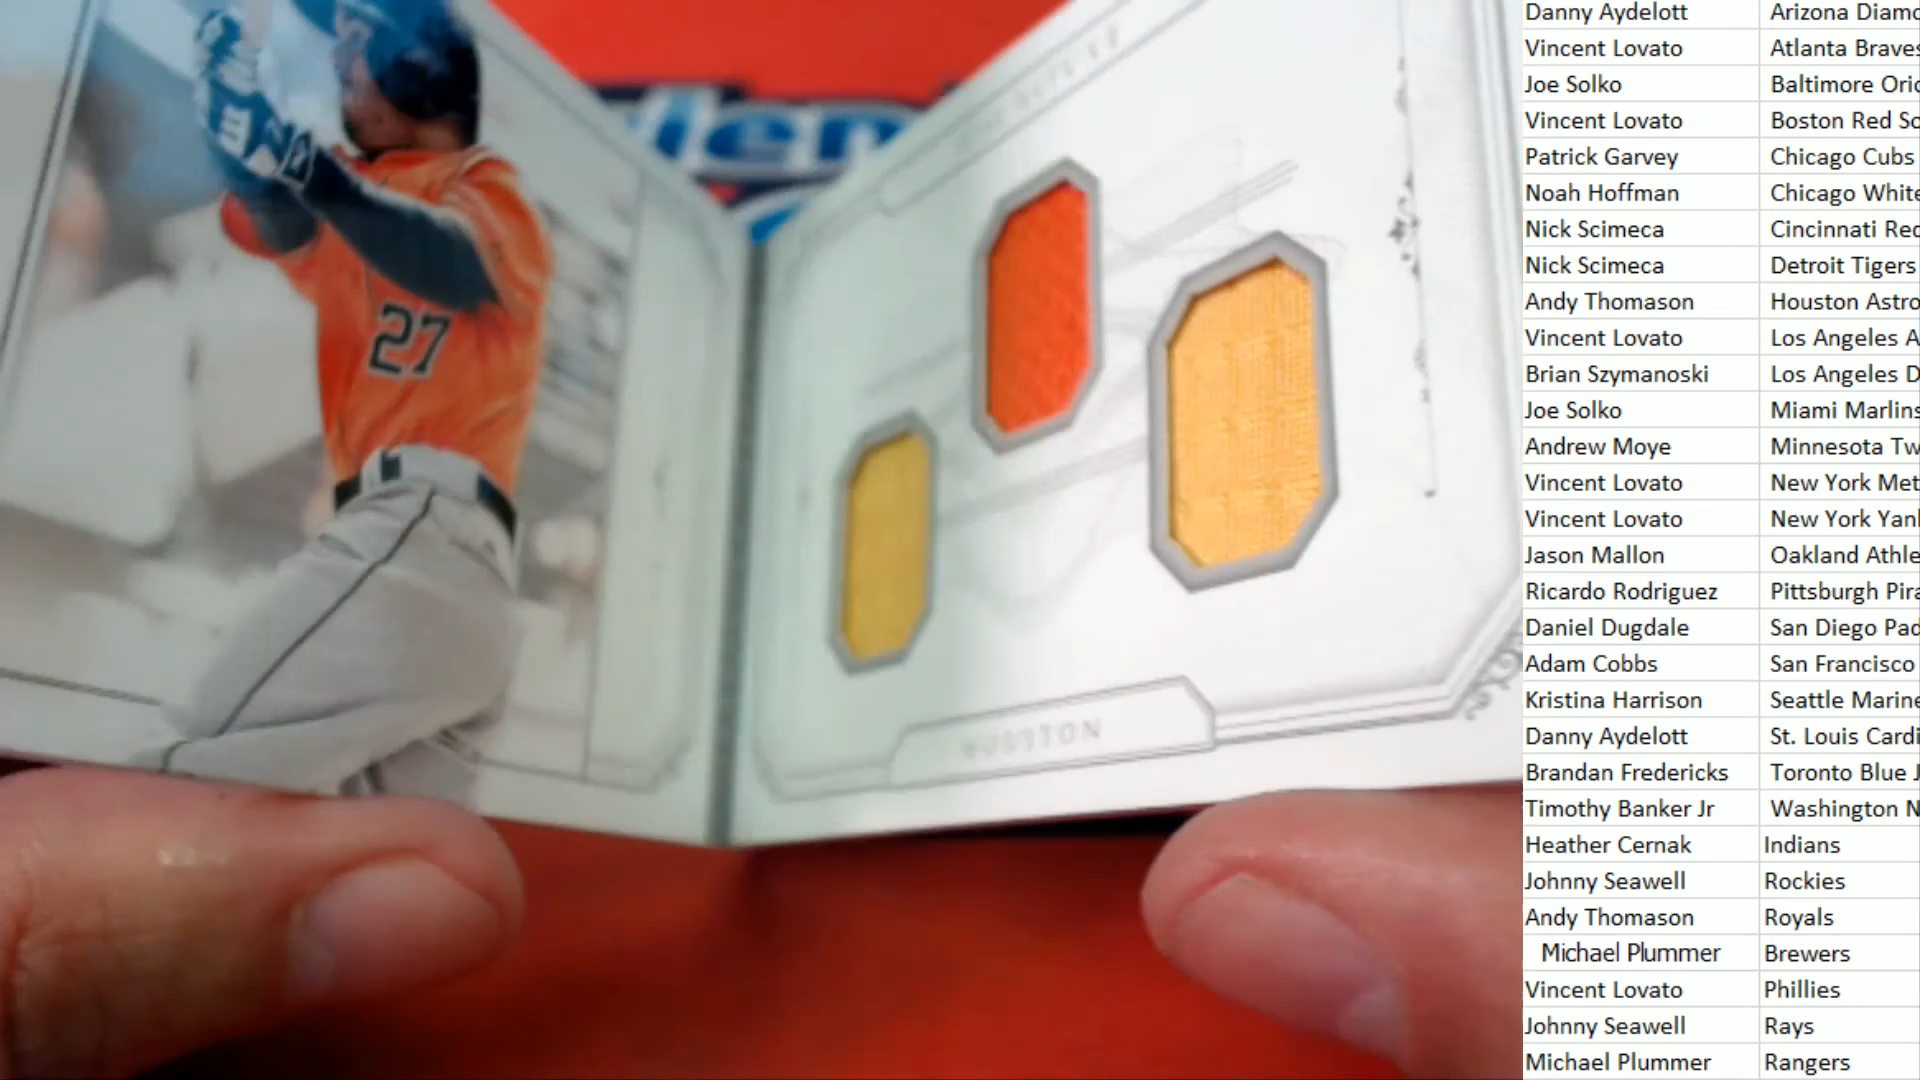 27
HOUSTON
Danny Aydelott Arizona Diamo
Vincent Lovato Atlanta Braves
Joe Solko Baltimore Orio
Vincent Lovato Boston Red So
Patrick Garvey Chicago Cubs
Noah Hoffman Chicago White
Nick Scimeca Cincinnati Red
Nick Scimeca Detroit Tigers
Andy Thomason Houston Astro
Vincent Lovato Los Angeles A
Brian Szymanoski Los Angeles D
Joe Solko Miami Marlins
Andrew Moye Minnesota Tw
Vincent Lovato New York Met
Vincent Lovato New York Yank
Jason Mallon Oakland Athle
Ricardo Rodriguez Pittsburgh Pira
Daniel Dugdale San Diego Pad
Adam Cobbs San Francisco
Kristina Harrison Seattle Marine
Danny Aydelott St. Louis Cardi
Brandan Fredericks Toronto Blue J
Timothy Banker Jr Washington N
Heather Cernak Indians
Johnny Seawell Rockies
Andy Thomason Royals
Michael Plummer Brewers
Vincent Lovato Phillies
Johnny Seawell Rays
Michael Plummer Rangers